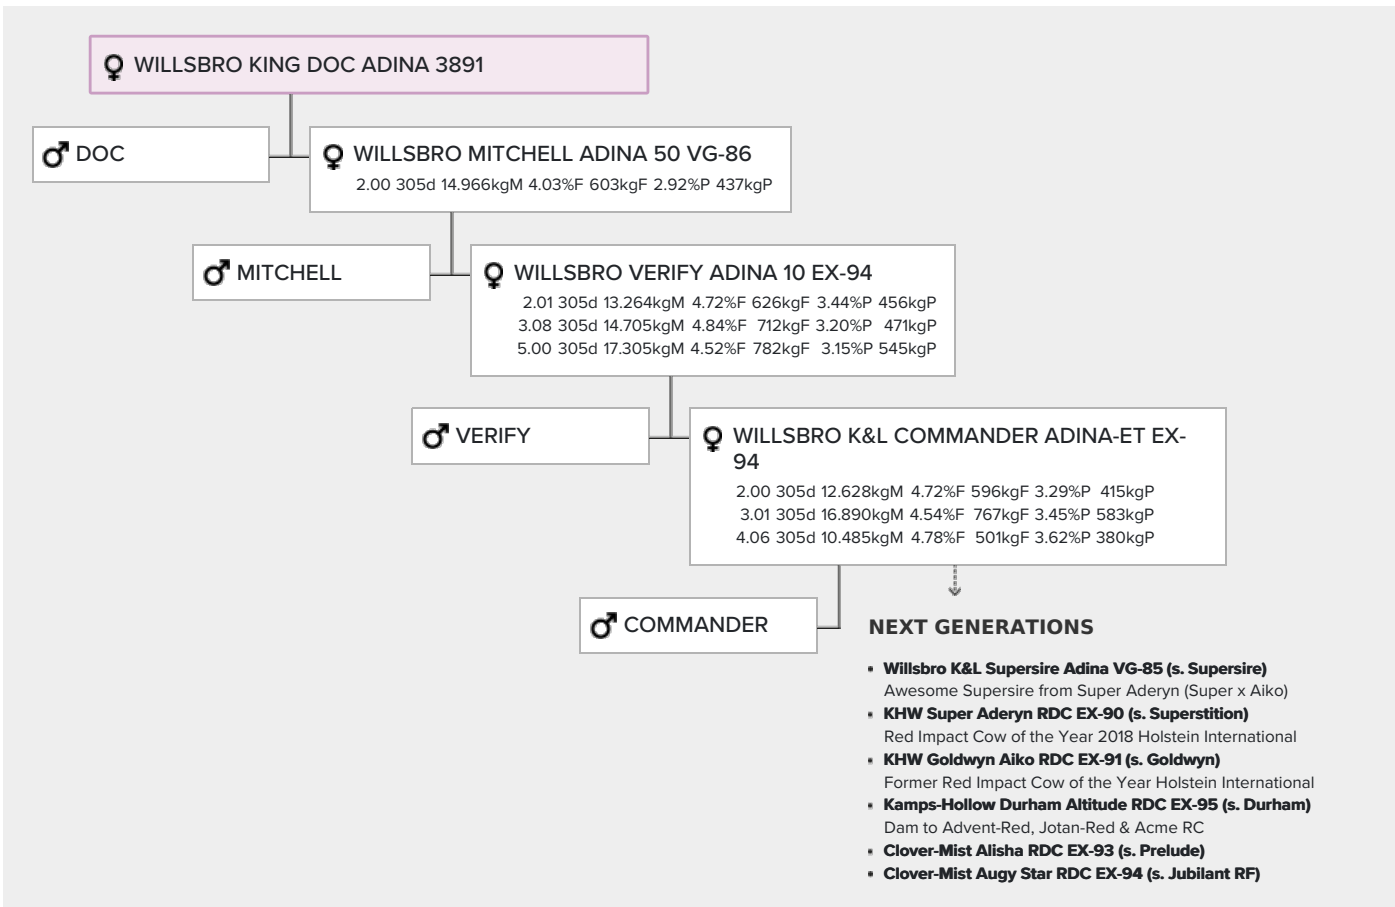 WILLSBRO KING DOC ADINA 3891
DOC
WILLSBRO MITCHELL ADINA 50 VG-86
2.00 305d 14.966kgM 4.03%F 603kgF 2.92%P 437kgP
MITCHELL
WILLSBRO VERIFY ADINA 10 EX-94
2.01 305d 13.264kgM 4.72%F 626kgF 3.44%P 456kgP
3.08 305d 14.705kgM 4.84%F 712kgF 3.20%P 471kgP
5.00 305d 17.305kgM 4.52%F 782kgF 3.15%P 545kgP
VERIFY
WILLSBRO K&L COMMANDER ADINA-ET EX-
94
2.00 305d 12.628kgM 4.72%F 596kgF 3.29%P 415kgP
3.01 305d 16.890kgM 4.54%F 767kgF 3.45%P 583kgP
4.06 305d 10.485kgM 4.78%F 501kgF 3.62%P 380kgP
COMMANDER
NEXT GENERATIONS
Willsbro K&L Supersire Adina VG-85 (s. Supersire)
Awesome Supersire from Super Aderyn (Super x Aiko)
KHW Super Aderyn RDC EX-90 (s. Superstition)
Red Impact Cow of the Year 2018 Holstein International
KHW Goldwyn Aiko RDC EX-91 (s. Goldwyn)
Former Red Impact Cow of the Year Holstein International
Kamps-Hollow Durham Altitude RDC EX-95 (s. Durham)
Dam to Advent-Red, Jotan-Red & Acme RC
Clover-Mist Alisha RDC EX-93 (s. Prelude)
Clover-Mist Augy Star RDC EX-94 (s. Jubilant RF)